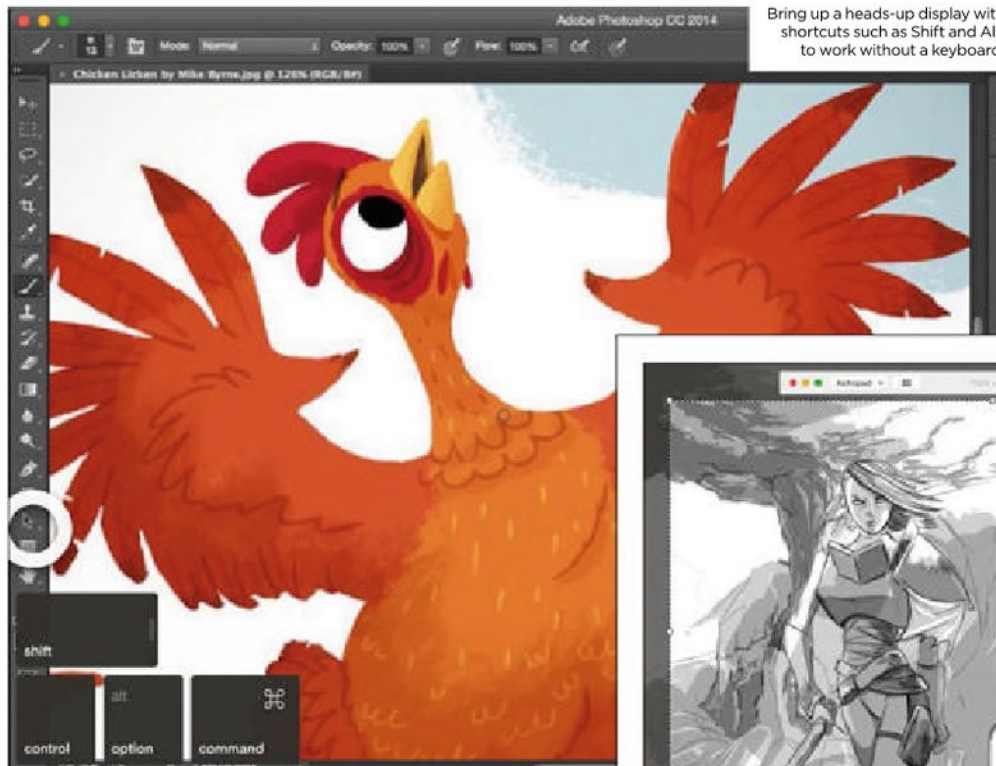 Adobe Photoshop CC 2014
Bring up a heads-up display wit
shortcuts such as Shift and Al
to work without a keyboard
13 Mode: Normal Opacity: 100% Flow: 100%
× Chicken Licken by Mike Byrne.jpg @ 126% (RGB/8#)
Astropad
shift
alt ⌘
control option command